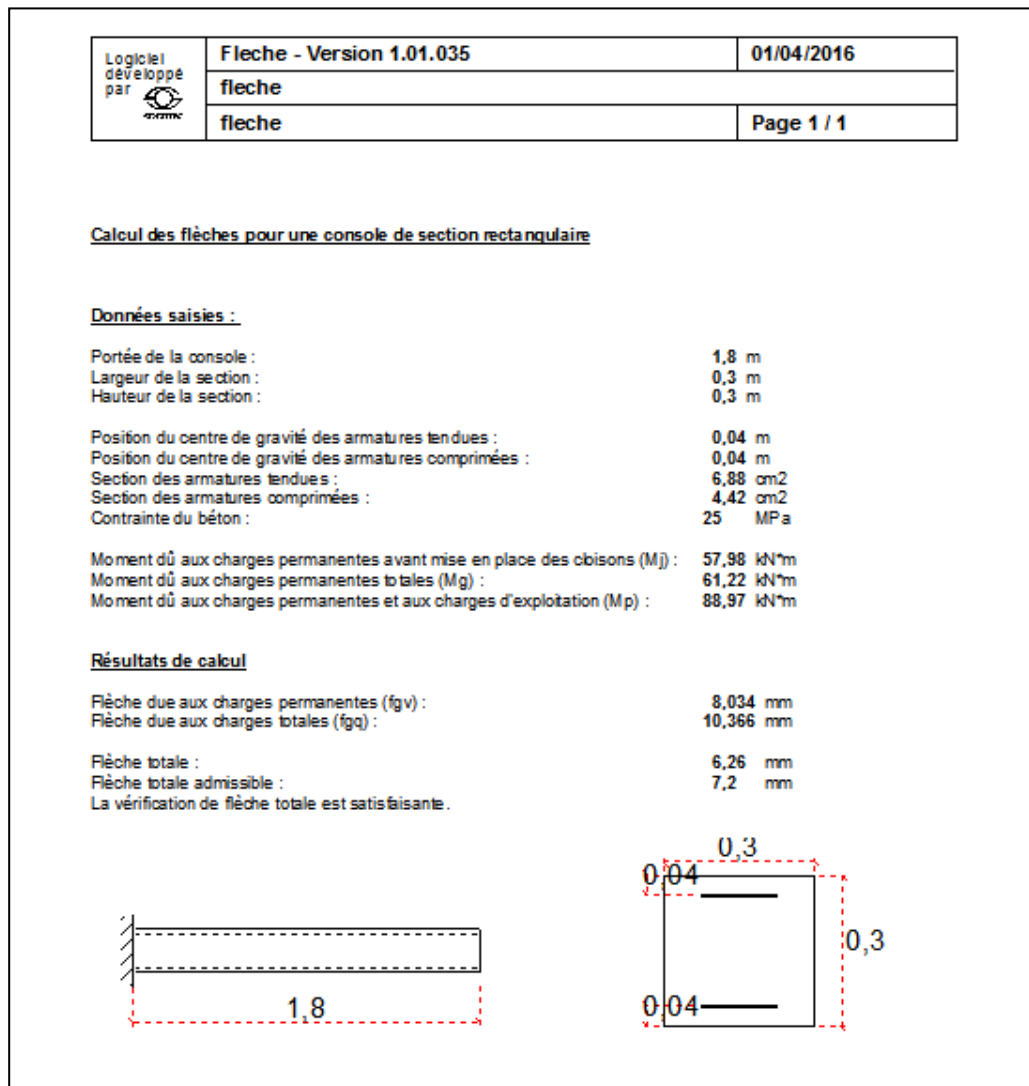 Logiciel
développé
par
Fleche - Version 1.01.035
01/04/2016
fleche
fleche
Page 1 / 1
Calcul des flèches pour une console de section rectangulaire
Données saisies :
Portée de la console : 1,8 m
Largeur de la section : 0,3 m
Hauteur de la section : 0,3 m
Position du centre de gravité des armatures tendues : 0,04 m
Position du centre de gravité des armatures comprimées : 0,04 m
Section des armatures tendues : 6,88 cm2
Section des armatures comprimées : 4,42 cm2
Contrainte du béton : 25 MPa
Moment dû aux charges permanentes avant mise en place des cloisons (Mj) : 57,98 kN*m
Moment dû aux charges permanentes totales (Mg) : 61,22 kN*m
Moment dû aux charges permanentes et aux charges d'exploitation (Mp) : 88,97 kN*m
Résultats de calcul
Flèche due aux charges permanentes (fgv) : 8,034 mm
Flèche due aux charges totales (fgq) : 10,366 mm
Flèche totale : 6,26 mm
Flèche totale admissible : 7,2 mm
La vérification de flèche totale est satisfaisante.
0,3
0,04
0,3
0,04
1,8